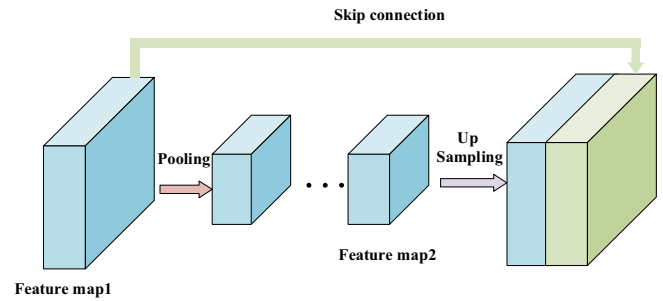 Skip connection
Pooling
Up
Sampling
. . .
Feature map2
Feature map1